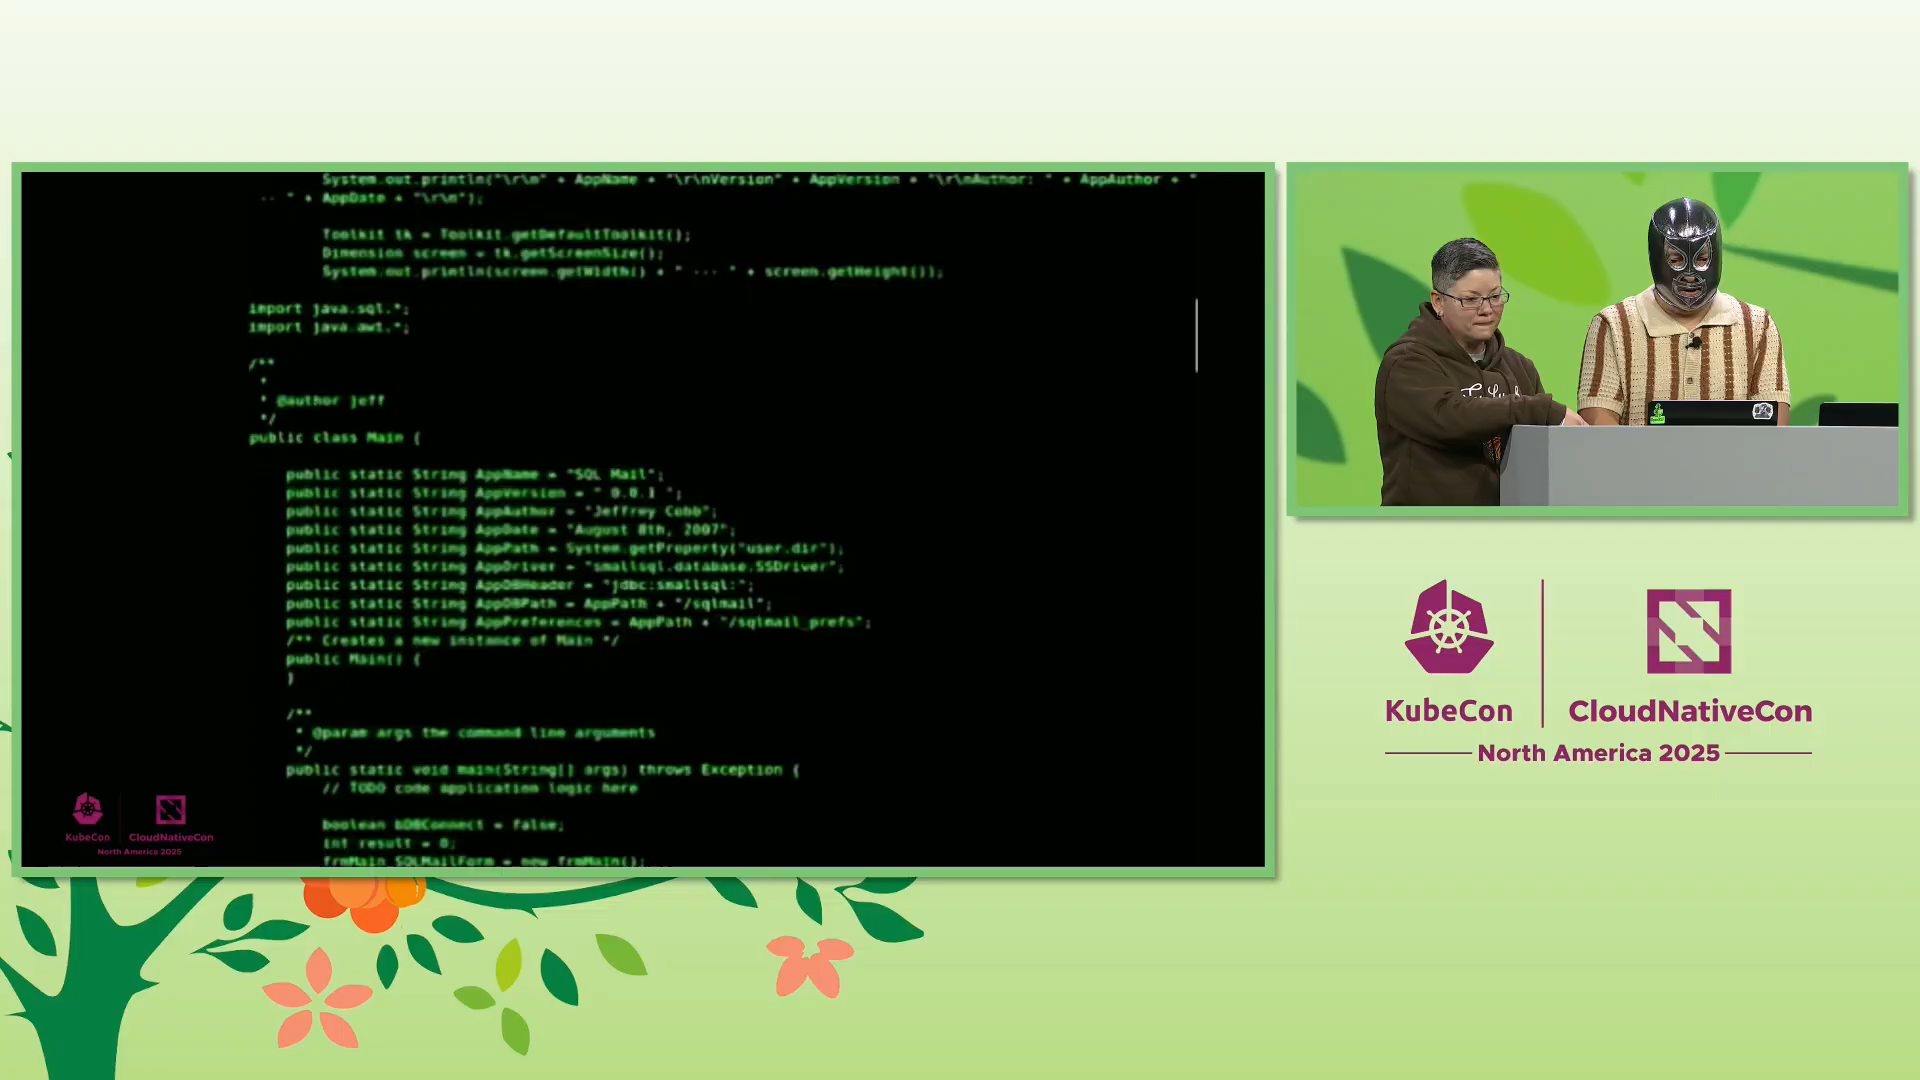 System.out.println("\r\n" + AppName + "\r\nVersion" + AppVersion + "\r\nAuthor: " + AppAuthor + "
-- " + AppDate + "\r\n");
Toolkit tk = Toolkit.getDefaultToolkit();
Dimension screen = tk.getScreenSize();
System.out.println(screen.getWidth() + " --- " + screen.getHeight());
import java.sql.*;
import java.awt.*;
/**
*
* @author jeff
*/
public class Main {
public static String AppName = "SQL Mail";
public static String AppVersion = " 0.0.1 ";
public static String AppAuthor = "Jeffrey Cobb";
public static String AppDate = "August 8th, 2007";
public static String AppPath = System.getProperty("user.dir");
public static String AppDriver = "smallsql.database.SSDriver";
public static String AppDBHeader = "jdbc:smallsql:";
public static String AppDBPath = AppPath + "/sqlmail";
public static String AppPreferences = AppPath + "/sqlmail_prefs";
/** Creates a new instance of Main */
public Main() {
}
/**
* @param args the command line arguments
*/
public static void main(String[] args) throws Exception {
// TODO code application logic here
boolean bDBConnect = false;
int result = 0;
frmMain SQLMailForm = new frmMain();
KubeCon CloudNativeCon
North America 2025
KubeCon CloudNativeCon
North America 2025